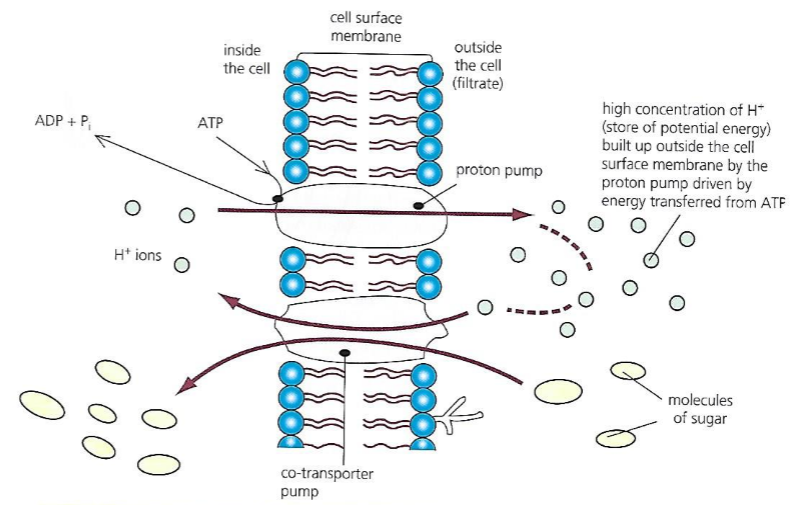 cell surface
membrane
inside
the cell
outside
the cell
(filtrate)
ADP + Pi
ATP
high concentration of H⁺
(store of potential energy)
built up outside the cell
surface membrane by the
proton pump driven by
energy transferred from ATP
proton pump
H⁺ ions
molecules
of sugar
co-transporter
pump